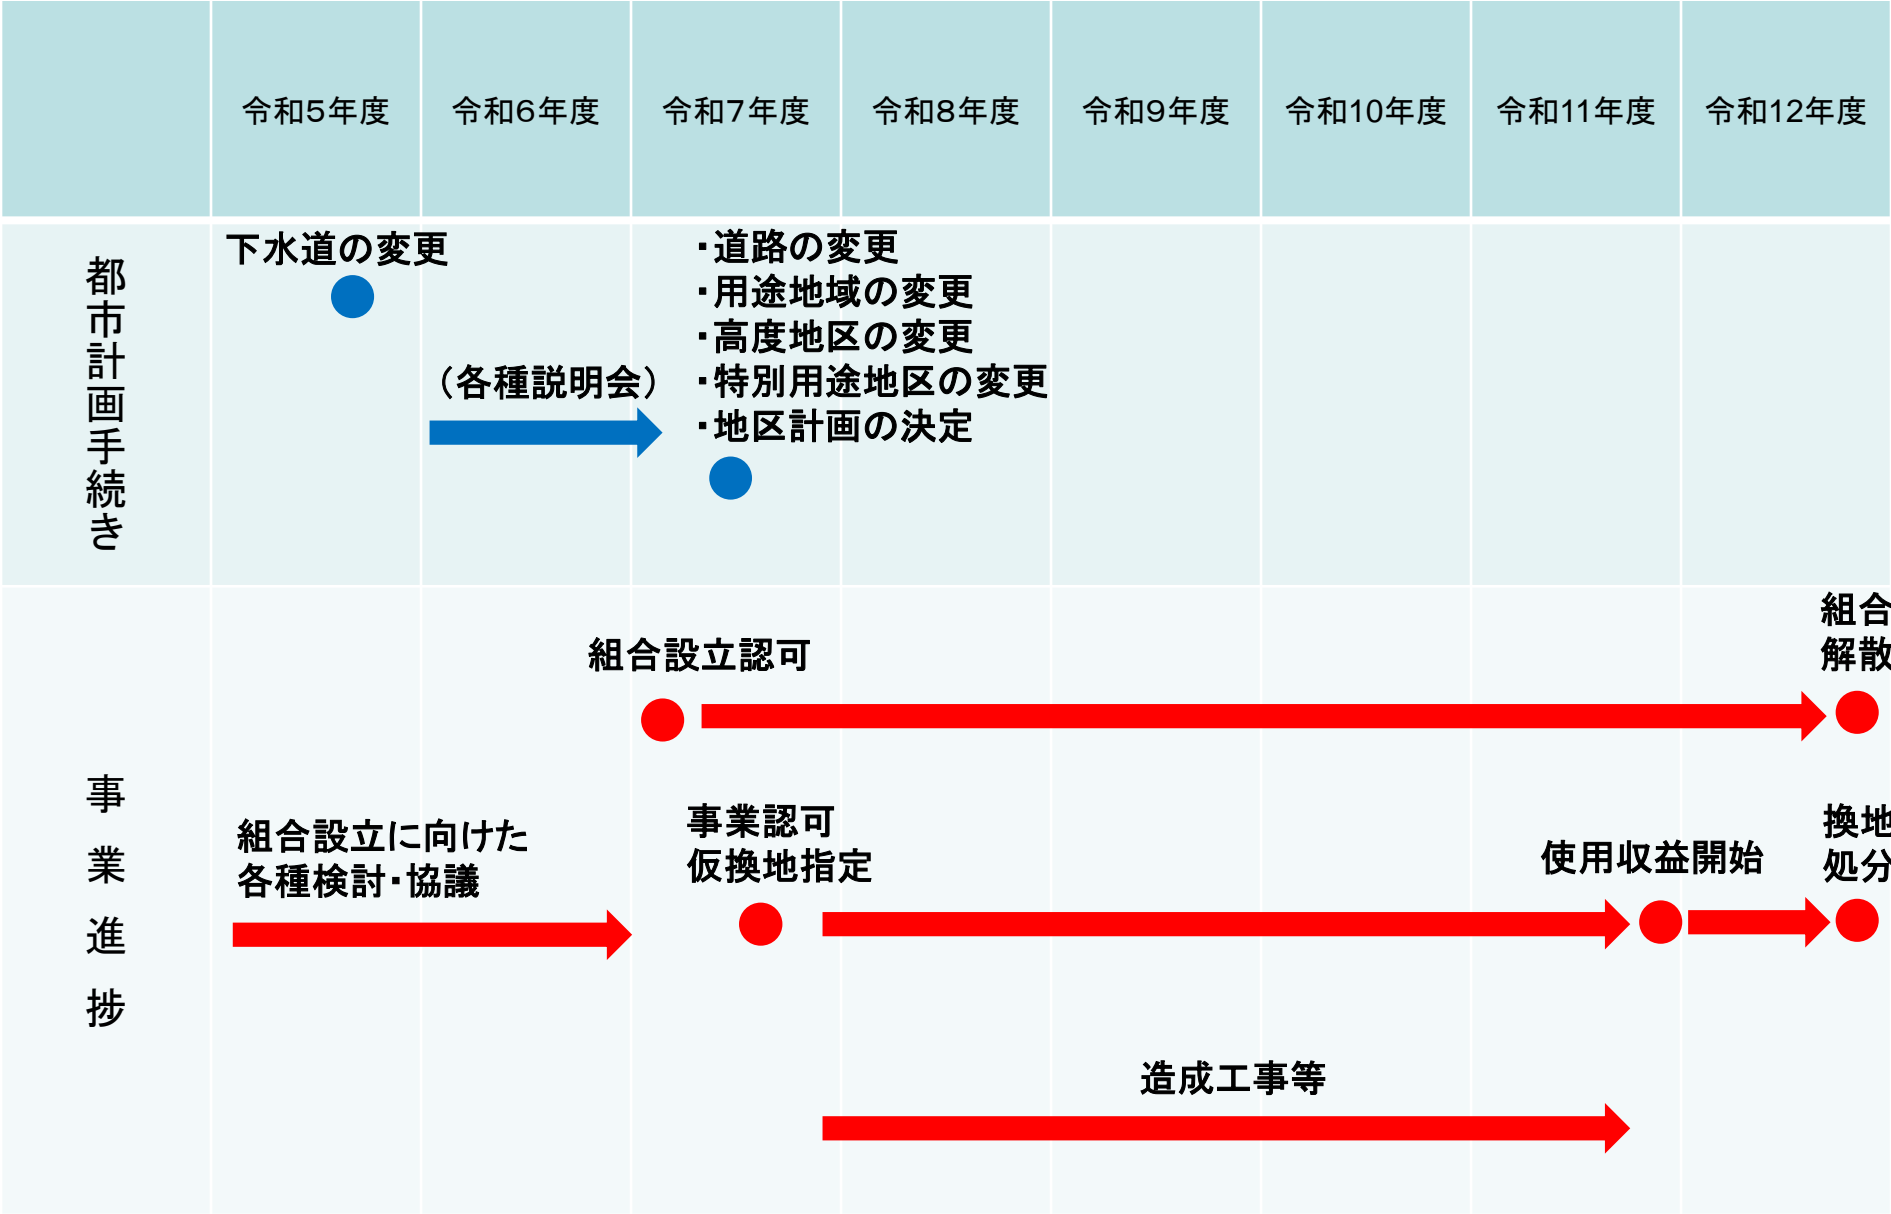 令和5年度
令和6年度
令和7年度
令和8年度
令和9年度
令和10年度
令和11年度
令和12年度
都市計画手続き
下水道の変更
（各種説明会）
・道路の変更
・用途地域の変更
・高度地区の変更
・特別用途地区の変更
・地区計画の決定
事業進捗
組合設立認可
組合
解散
組合設立に向けた
各種検討・協議
事業認可
仮換地指定
使用収益開始
換地
処分
造成工事等